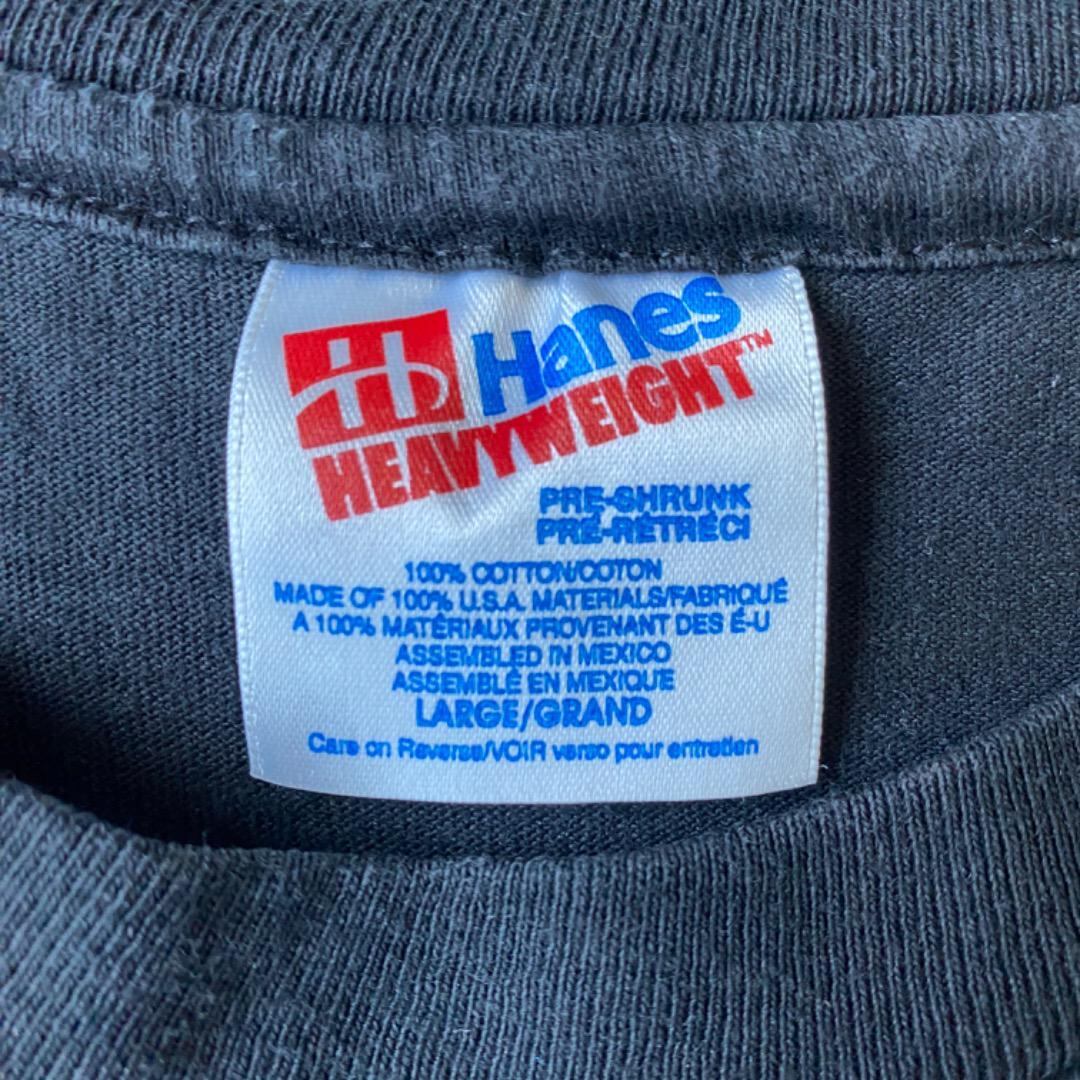 Hanes
HEAVYWEIGHT™
PRE-SHRUNK
PRÉ-RÉTRÉCI
100% COTTON/COTON
MADE OF 100% U.S.A. MATERIALS/FABRIQUÉ
A 100% MATÉRIAUX PROVENANT DES É-U
ASSEMBLED IN MEXICO
ASSEMBLÉ EN MEXIQUE
LARGE/GRAND
Care on Reverse/VOIR verso pour entretien